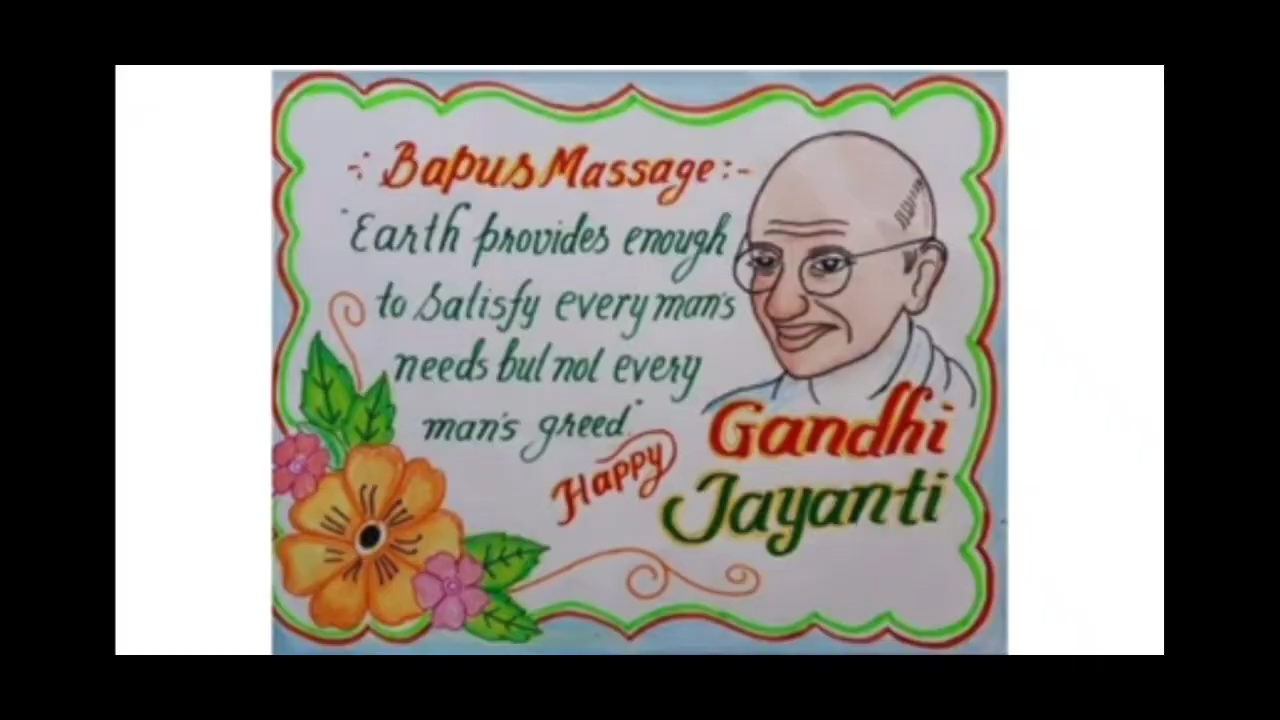 -: Bapus Massage :-
"Earth provides enough
to satisfy every man's
needs but not every
man's greed"
Happy
Gandhi
Jayanti